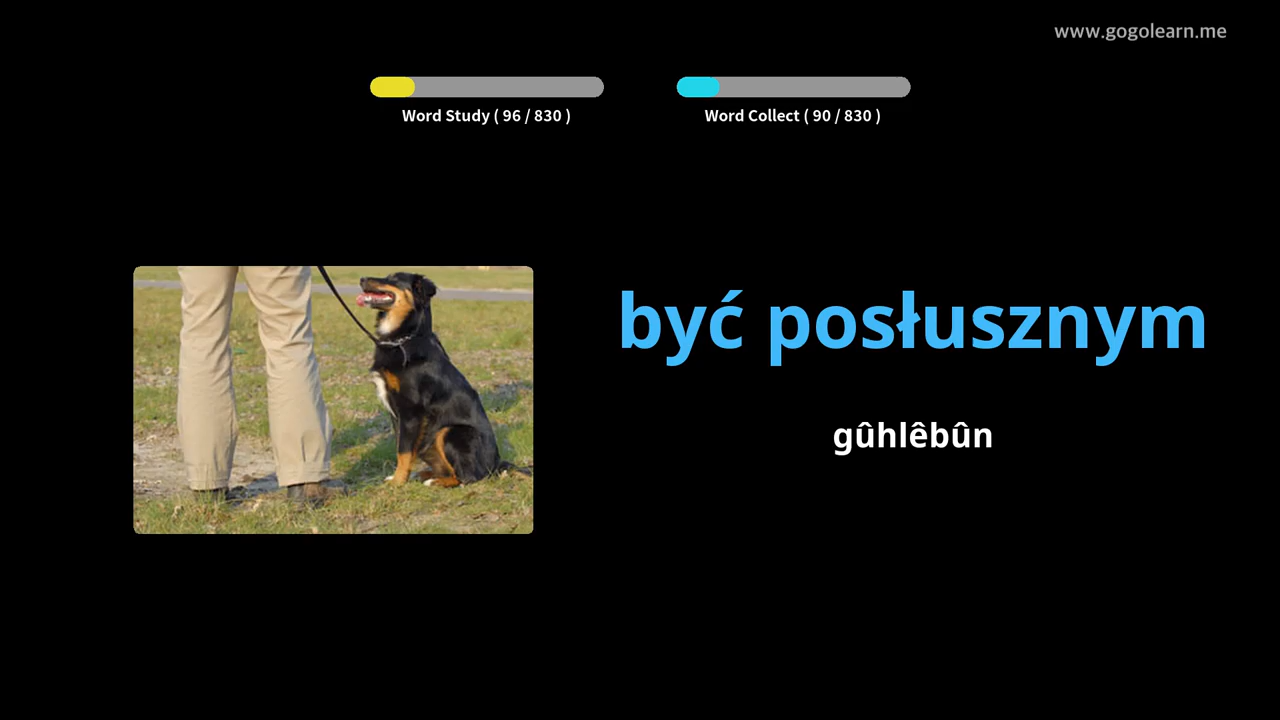 www.gogolearn.me
Word Study ( 96 / 830 )
Word Collect ( 90 / 830 )
być posłusznym
gûhlêbûn